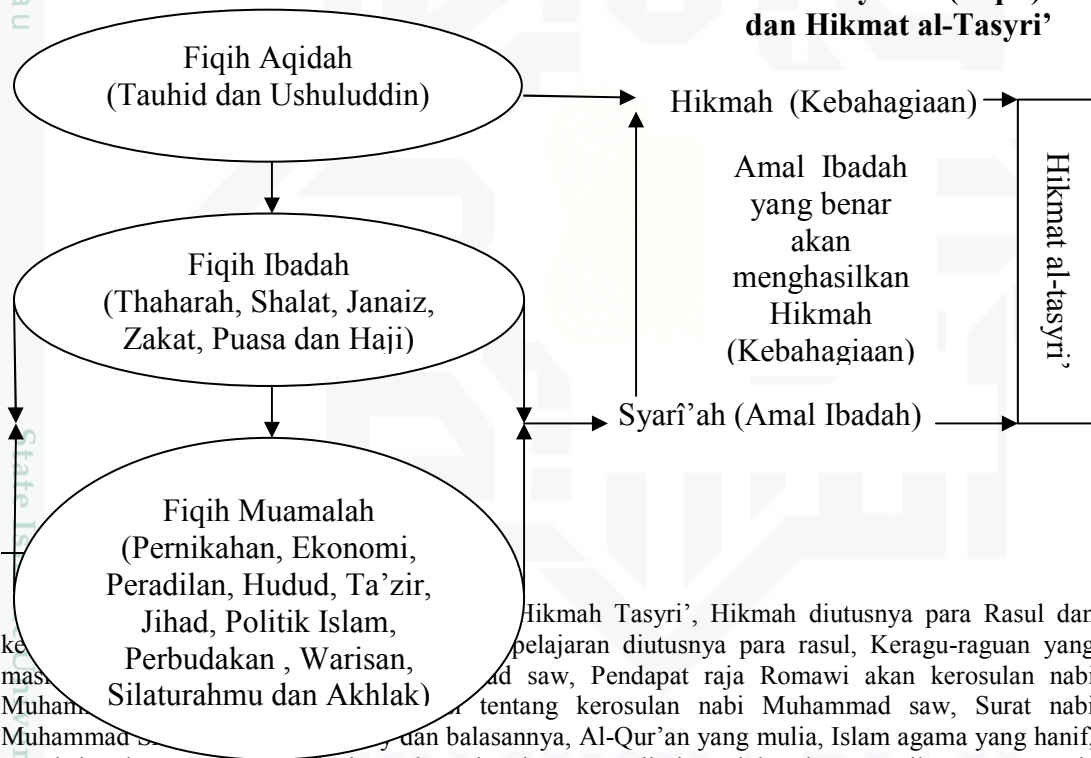 dan Hikmat al-Tasyri’
Fiqih Aqidah
(Tauhid dan Ushuluddin)
Hikmah (Kebahagiaan)
Amal Ibadah
yang benar
akan
menghasilkan
Hikmah
(Kebahagiaan)
Hikmat al-tasyri’
Fiqih Ibadah
(Thaharah, Shalat, Janaiz,
Zakat, Puasa dan Haji)
Syarî’ah (Amal Ibadah)
Fiqih Muamalah
(Pernikahan, Ekonomi,
Peradilan, Hudud, Ta’zir,
Jihad, Politik Islam,
Perbudakan , Warisan,
Silaturahmu dan Akhlak)
Hikmah Tasyri’, Hikmah diutusnya para Rasul dan
pelajaran diutusnya para rasul, Keragu-raguan yang
saw, Pendapat raja Romawi akan kerosulan nabi
tentang kerosulan nabi Muhammad saw, Surat nabi
Muhammad dan balasannya, Al-Qur’an yang mulia, Islam agama yang hanif,
State